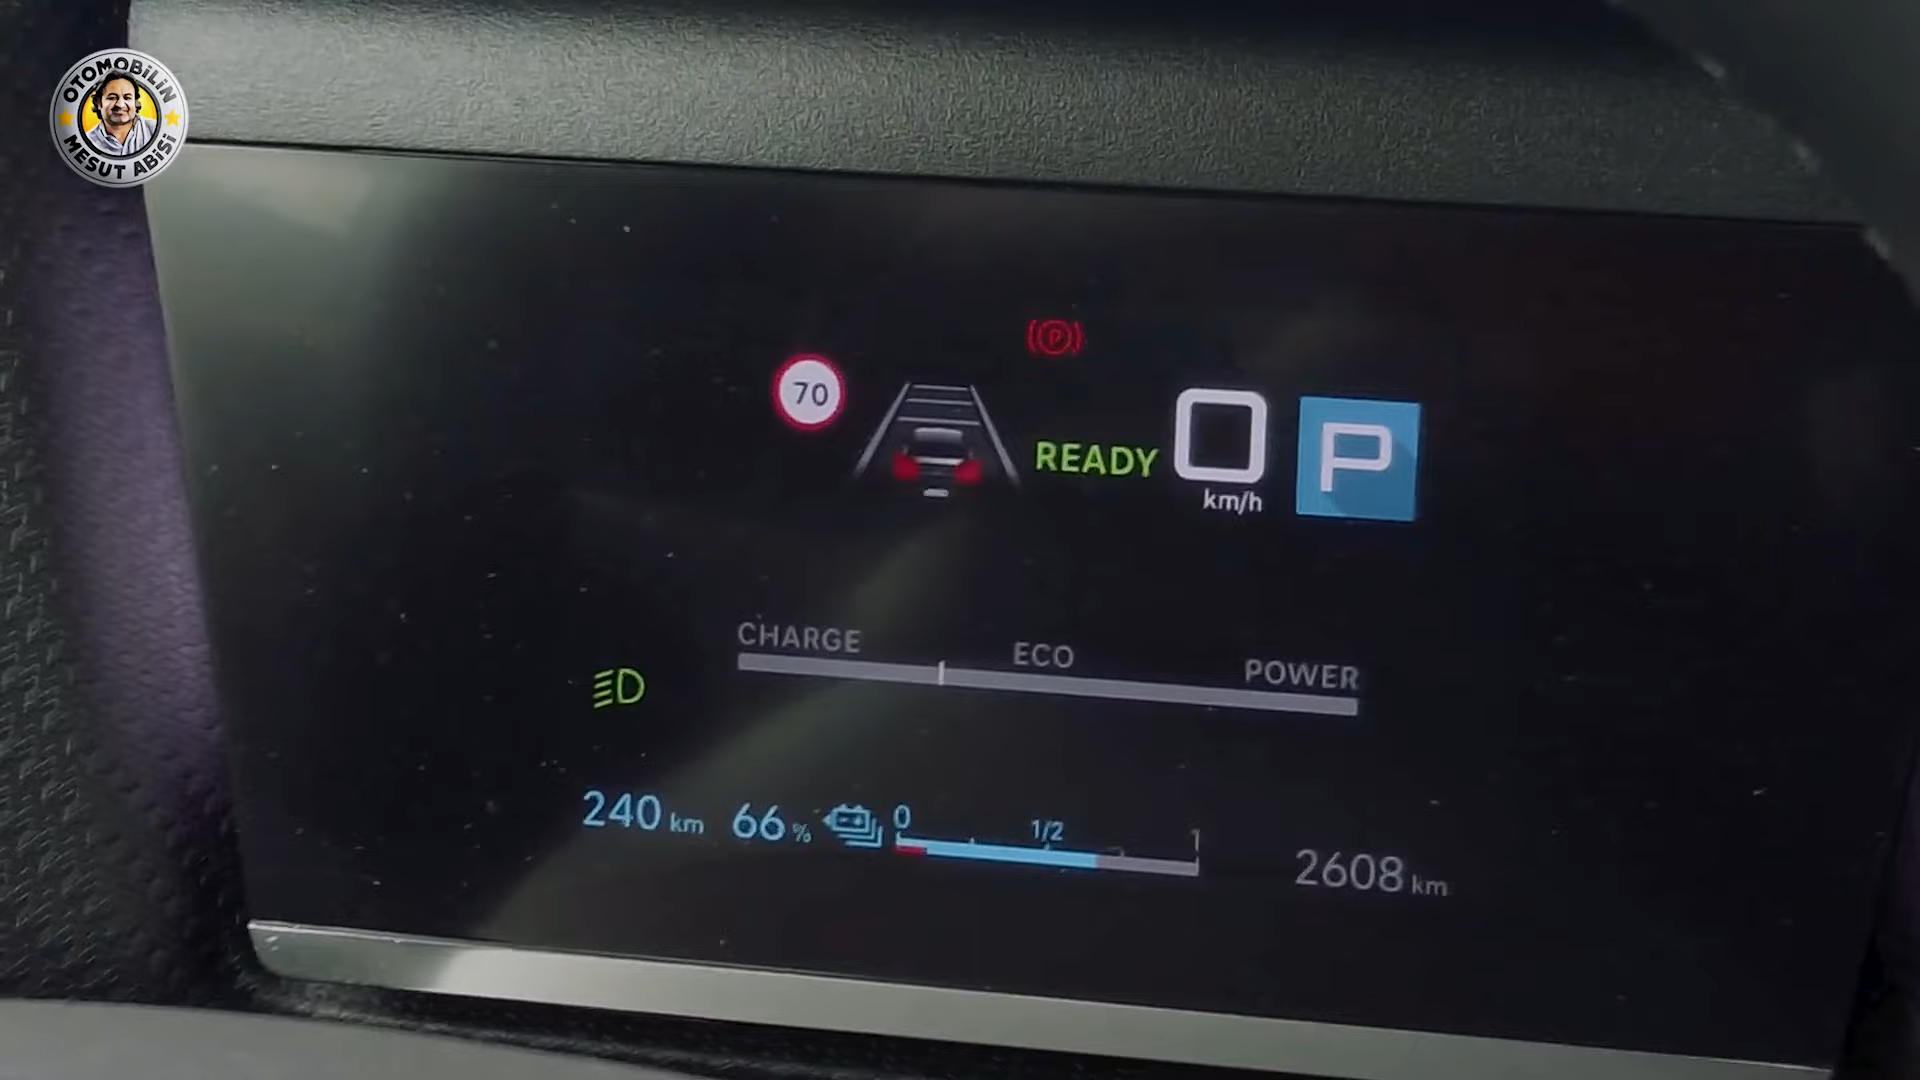 OTOMOBİLİN
MESUT ABİSİ
70
P
READY
0
km/h
P
CHARGE
ECO
POWER
240 km
66 %
0
1/2
1
2608 km